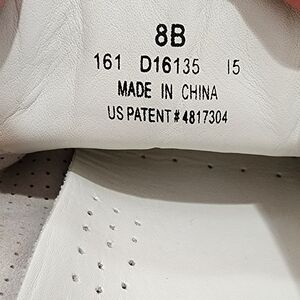 8B
161 D16135 I5
MADE IN CHINA
US PATENT # 4817304